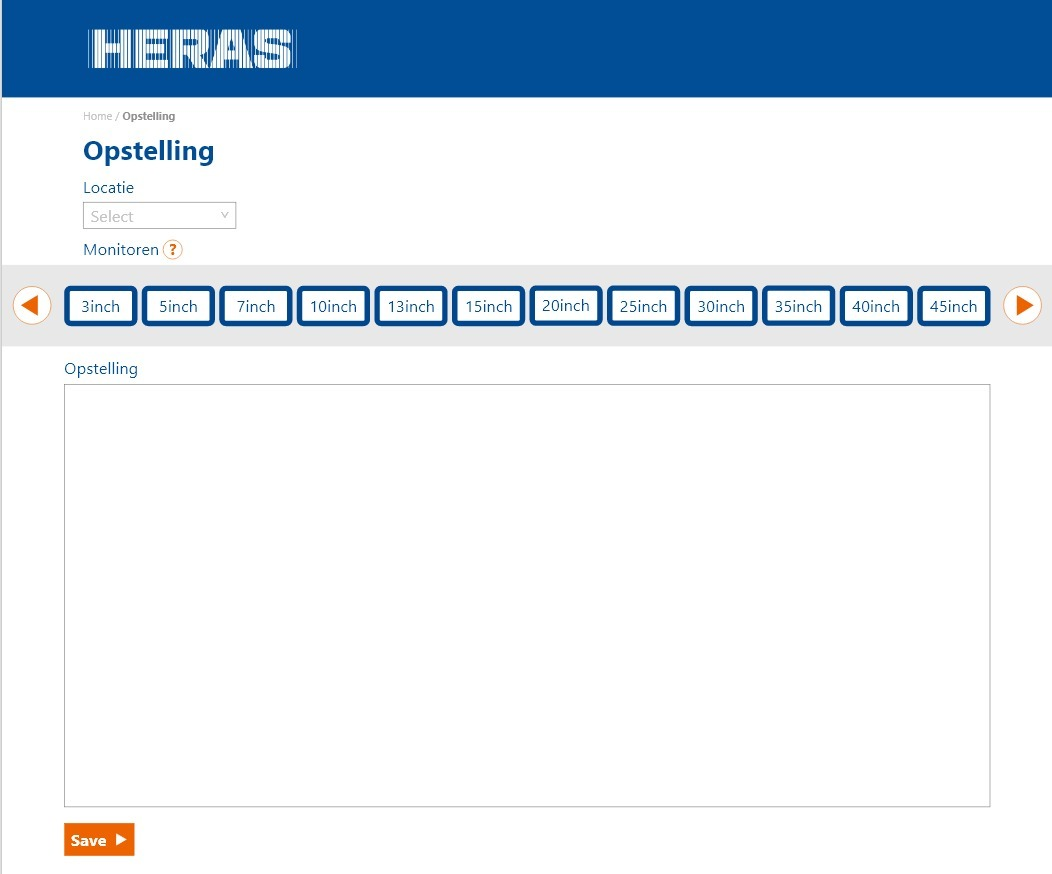 HERAS
Home / Opstelling
Opstelling
Locatie
Select
Monitoren ?
3inch 5inch 7inch 10inch 13inch 15inch 20inch 25inch 30inch 35inch 40inch 45inch
Opstelling
Save